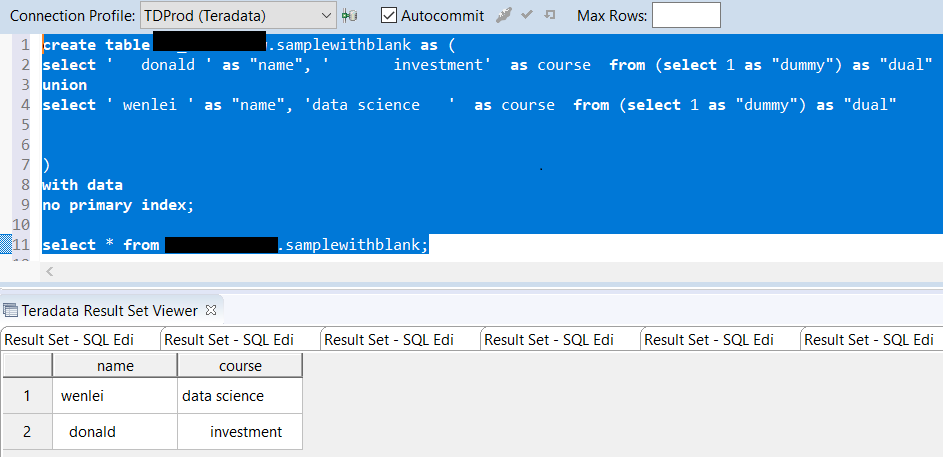 Connection Profile: TDProd (Teradata) Autocommit Max Rows:
1 create table .samplewithblank as (
2 select '   donald ' as "name", '       investment'  as course  from (select 1 as "dummy") as "dual"
3 union
4 select ' wenlei ' as "name", 'data science   '  as course  from (select 1 as "dummy") as "dual"
5
6
7 )
8 with data
9 no primary index;
10
11 select * from .samplewithblank;
Teradata Result Set Viewer
Result Set - SQL Edi Result Set - SQL Edi Result Set - SQL Edi Result Set - SQL Edi Result Set - SQL Edi Result Set - SQL Edi
name course
1 wenlei data science
2 donald investment